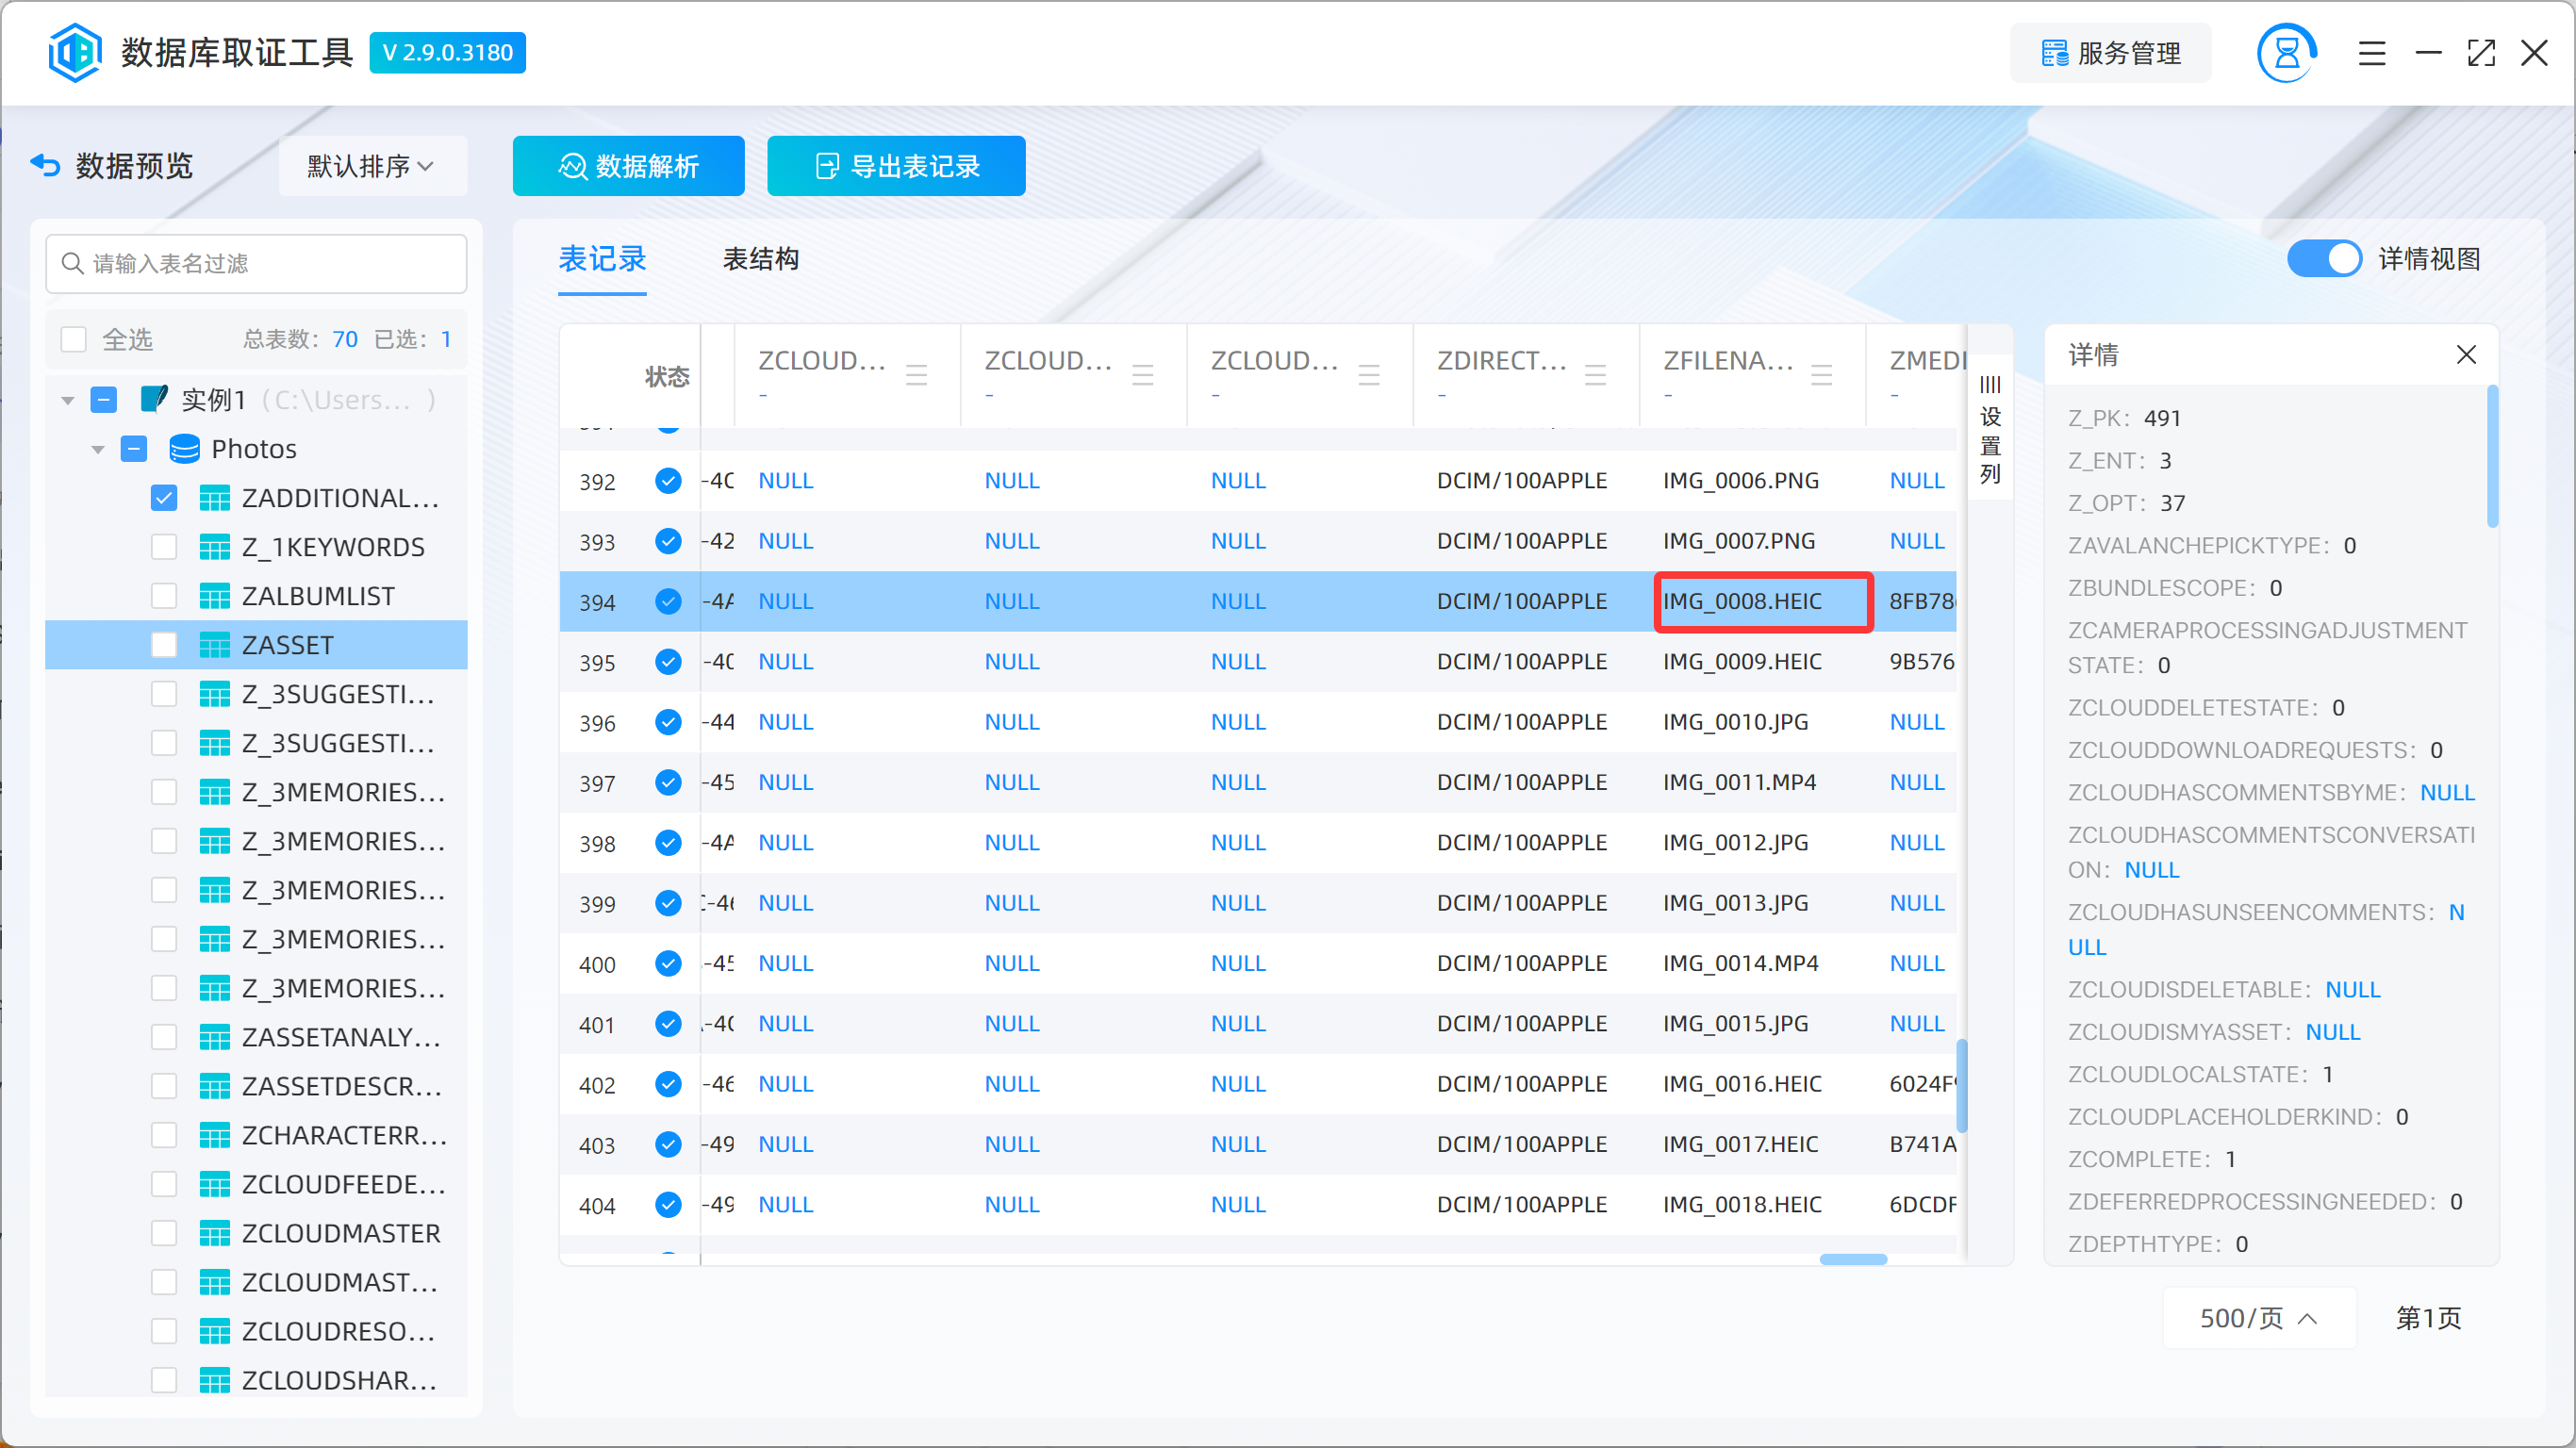 数据库取证工具 V 2.9.0.3180 服务管理
数据预览 默认排序 数据解析 导出表记录
请输入表名过滤
全选 总表数：70 已选：1
实例1（C:\Users... ）
Photos
ZADDITIONAL...
Z_1KEYWORDS
ZALBUMLIST
ZASSET
Z_3SUGGESTI...
Z_3SUGGESTI...
Z_3MEMORIES...
Z_3MEMORIES...
Z_3MEMORIES...
Z_3MEMORIES...
Z_3MEMORIES...
ZASSETANALY...
ZASSETDESCR...
ZCHARACTERR...
ZCLOUDFEEDE...
ZCLOUDMASTER
ZCLOUDMAST...
ZCLOUDRESO...
ZCLOUDSHAR...
表记录 表结构 详情视图
状态 ZCLOUD... ZCLOUD... ZCLOUD... ZDIRECT... ZFILENA... ZMEDI
- - - - - -
392 -4C NULL NULL NULL DCIM/100APPLE IMG_0006.PNG NULL
393 -42 NULL NULL NULL DCIM/100APPLE IMG_0007.PNG NULL
394 -4A NULL NULL NULL DCIM/100APPLE IMG_0008.HEIC 8FB78
395 NULL NULL NULL DCIM/100APPLE IMG_0009.HEIC 9B576
396 -44 NULL NULL NULL DCIM/100APPLE IMG_0010.JPG NULL
397 -45 NULL NULL NULL DCIM/100APPLE IMG_0011.MP4 NULL
398 -4A NULL NULL NULL DCIM/100APPLE IMG_0012.JPG NULL
399 NULL NULL NULL DCIM/100APPLE IMG_0013.JPG NULL
400 -45 NULL NULL NULL DCIM/100APPLE IMG_0014.MP4 NULL
401 NULL NULL NULL DCIM/100APPLE IMG_0015.JPG NULL
402 -46 NULL NULL NULL DCIM/100APPLE IMG_0016.HEIC 6024F
403 -49 NULL NULL NULL DCIM/100APPLE IMG_0017.HEIC B741A
404 -49 NULL NULL NULL DCIM/100APPLE IMG_0018.HEIC 6DCDF
设置列
详情
Z_PK：491
Z_ENT：3
Z_OPT：37
ZAVALANCHEPICKTYPE：0
ZBUNDLESCOPE：0
ZCAMERAPROCESSINGADJUSTMENT
STATE：0
ZCLOUDDELETESTATE：0
ZCLOUDDOWNLOADREQUESTS：0
ZCLOUDHASCOMMENTSBYME：NULL
ZCLOUDHASCOMMENTSCONVERSATI
ON：NULL
ZCLOUDHASUNSEENCOMMENTS：N
ULL
ZCLOUDISDELETABLE：NULL
ZCLOUDISMYASSET：NULL
ZCLOUDLOCALSTATE：1
ZCLOUDPLACEHOLDERKIND：0
ZCOMPLETE：1
ZDEFERREDPROCESSINGNEEDED：0
ZDEPTHTYPE：0
500/页 第1页